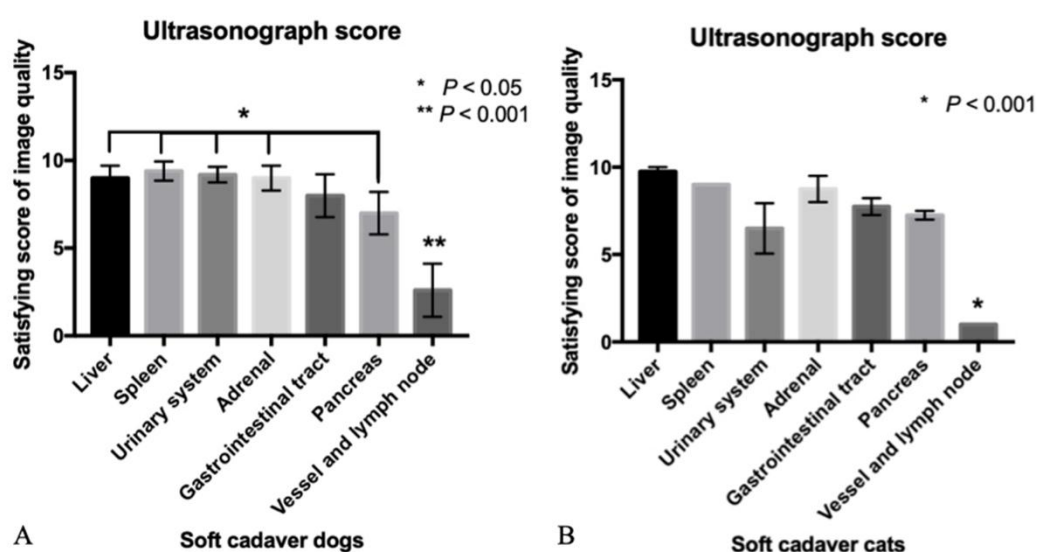 Ultrasonograph score
Satisfying score of image quality
15
10
5
0
* P < 0.05
** P < 0.001
*
**
Liver
Spleen
Urinary system
Adrenal
Gastrointestinal tract
Pancreas
Vessel and lymph node
A
Soft cadaver dogs
Ultrasonograph score
Satisfying score of image quality
15
10
5
0
* P < 0.001
*
Liver
Spleen
Urinary system
Adrenal
Gastrointestinal tract
Pancreas
Vessel and lymph node
B
Soft cadaver cats